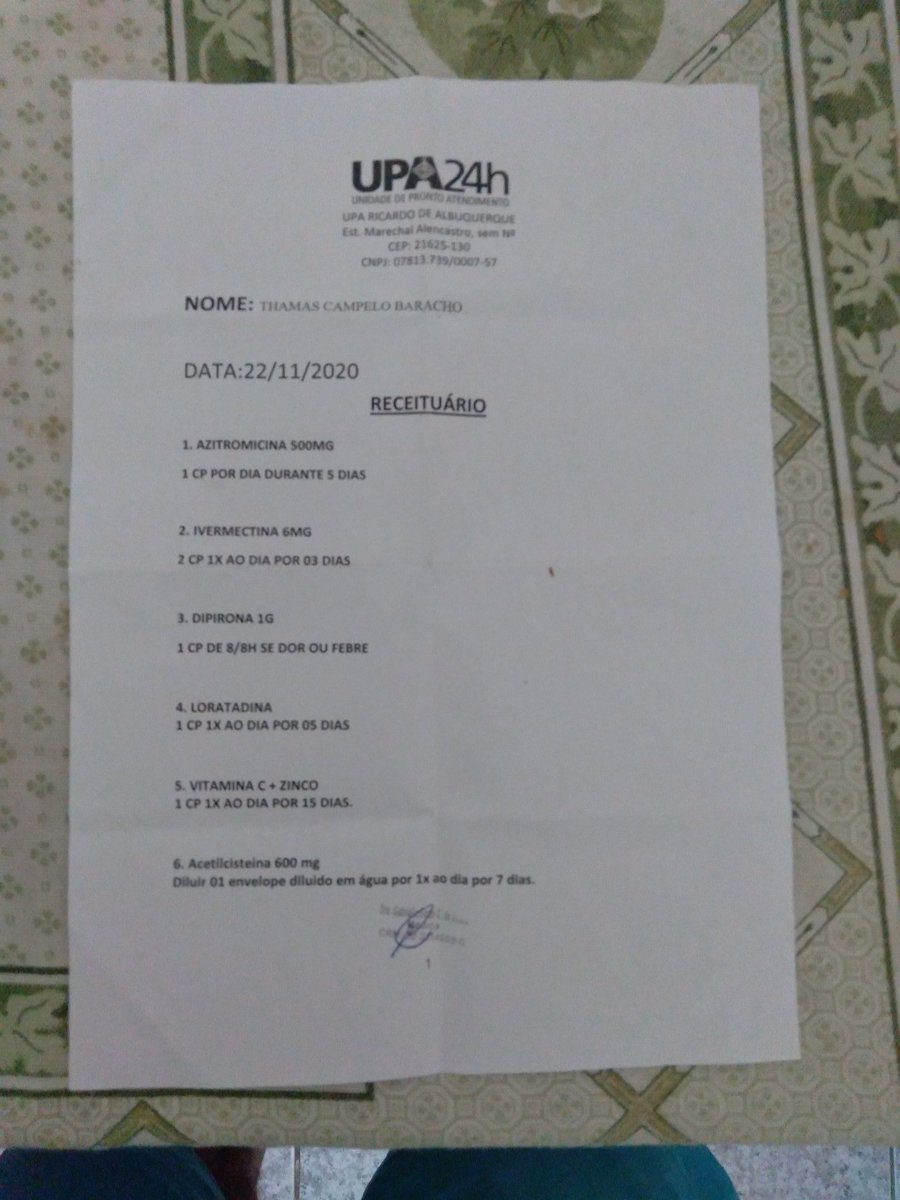 UPA24h
UNIDADE DE PRONTO ATENDIMENTO
UPA RICARDO DE ALBUQUERQUE
Est. Marechal Alencastro, sem Nº
CEP: 21625-130
CNPJ: 07813.739/0007-57
NOME: THAMAS CAMPELO BARACHO
DATA:22/11/2020
RECEITUÁRIO
1. AZITROMICINA 500MG
1 CP POR DIA DURANTE 5 DIAS
2. IVERMECTINA 6MG
2 CP 1X AO DIA POR 03 DIAS
3. DIPIRONA 1G
1 CP DE 8/8H SE DOR OU FEBRE
4. LORATADINA
1 CP 1X AO DIA POR 05 DIAS
5. VITAMINA C + ZINCO
1 CP 1X AO DIA POR 15 DIAS.
6. Acetilcisteina 600 mg
Diluir 01 envelope diluido em água por 1x ao dia por 7 dias.
1